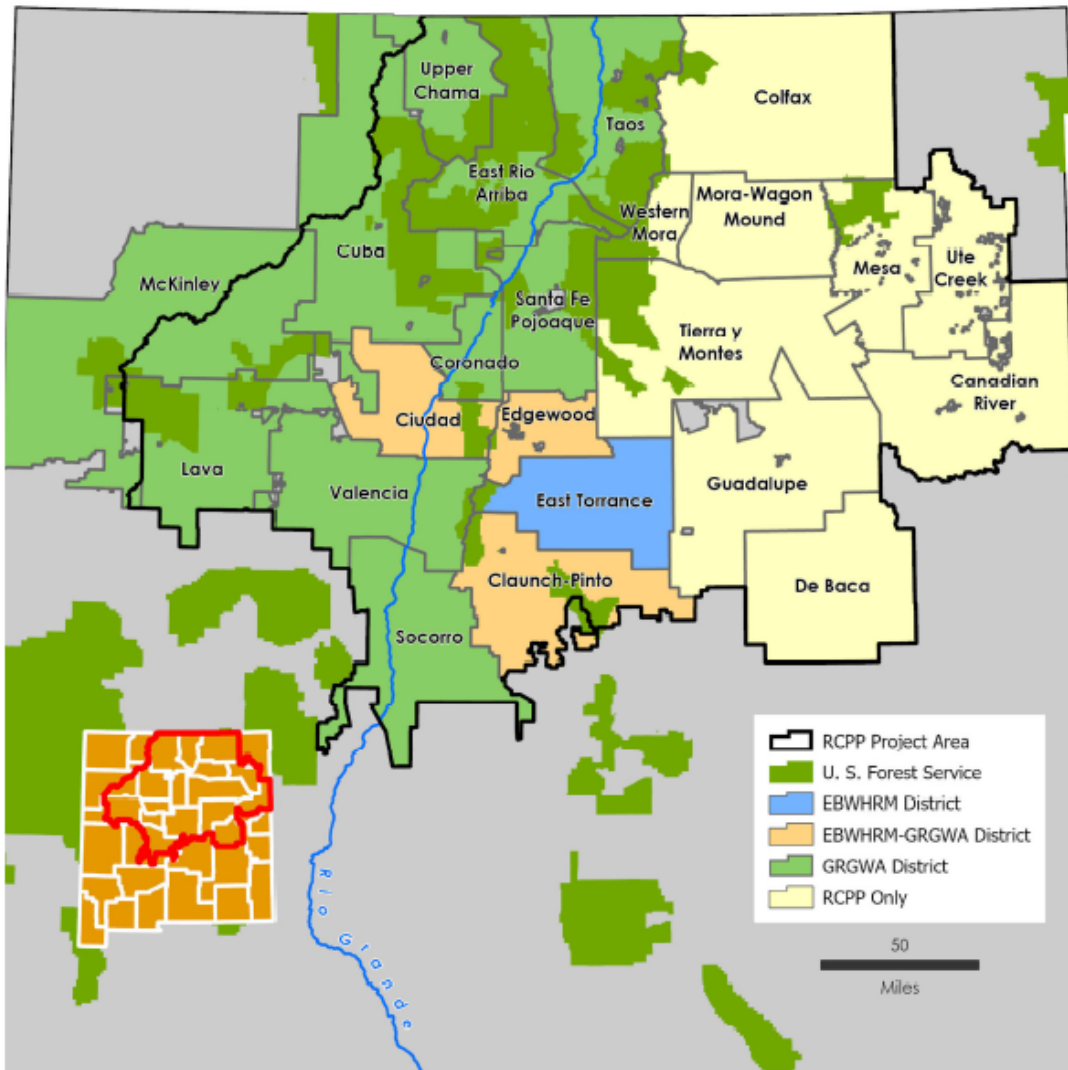 Upper
Chama
Colfax
Taos
East Rio
Arriba
Mora-Wagon
Mound
Western
Mora
Cuba
McKinley
Mesa
Ute
Creek
Santa Fe
Pojoaque
Tierra y
Montes
Coronado
Canadian
River
Ciudad
Edgewood
Lava
Valencia
East Torrance
Guadalupe
Claunch-Pinto
De Baca
Socorro
RCPP Project Area
U. S. Forest Service
EBWHRM District
EBWHRM-GRGWA District
GRGWA District
RCPP Only
50
Miles
Rio Grande